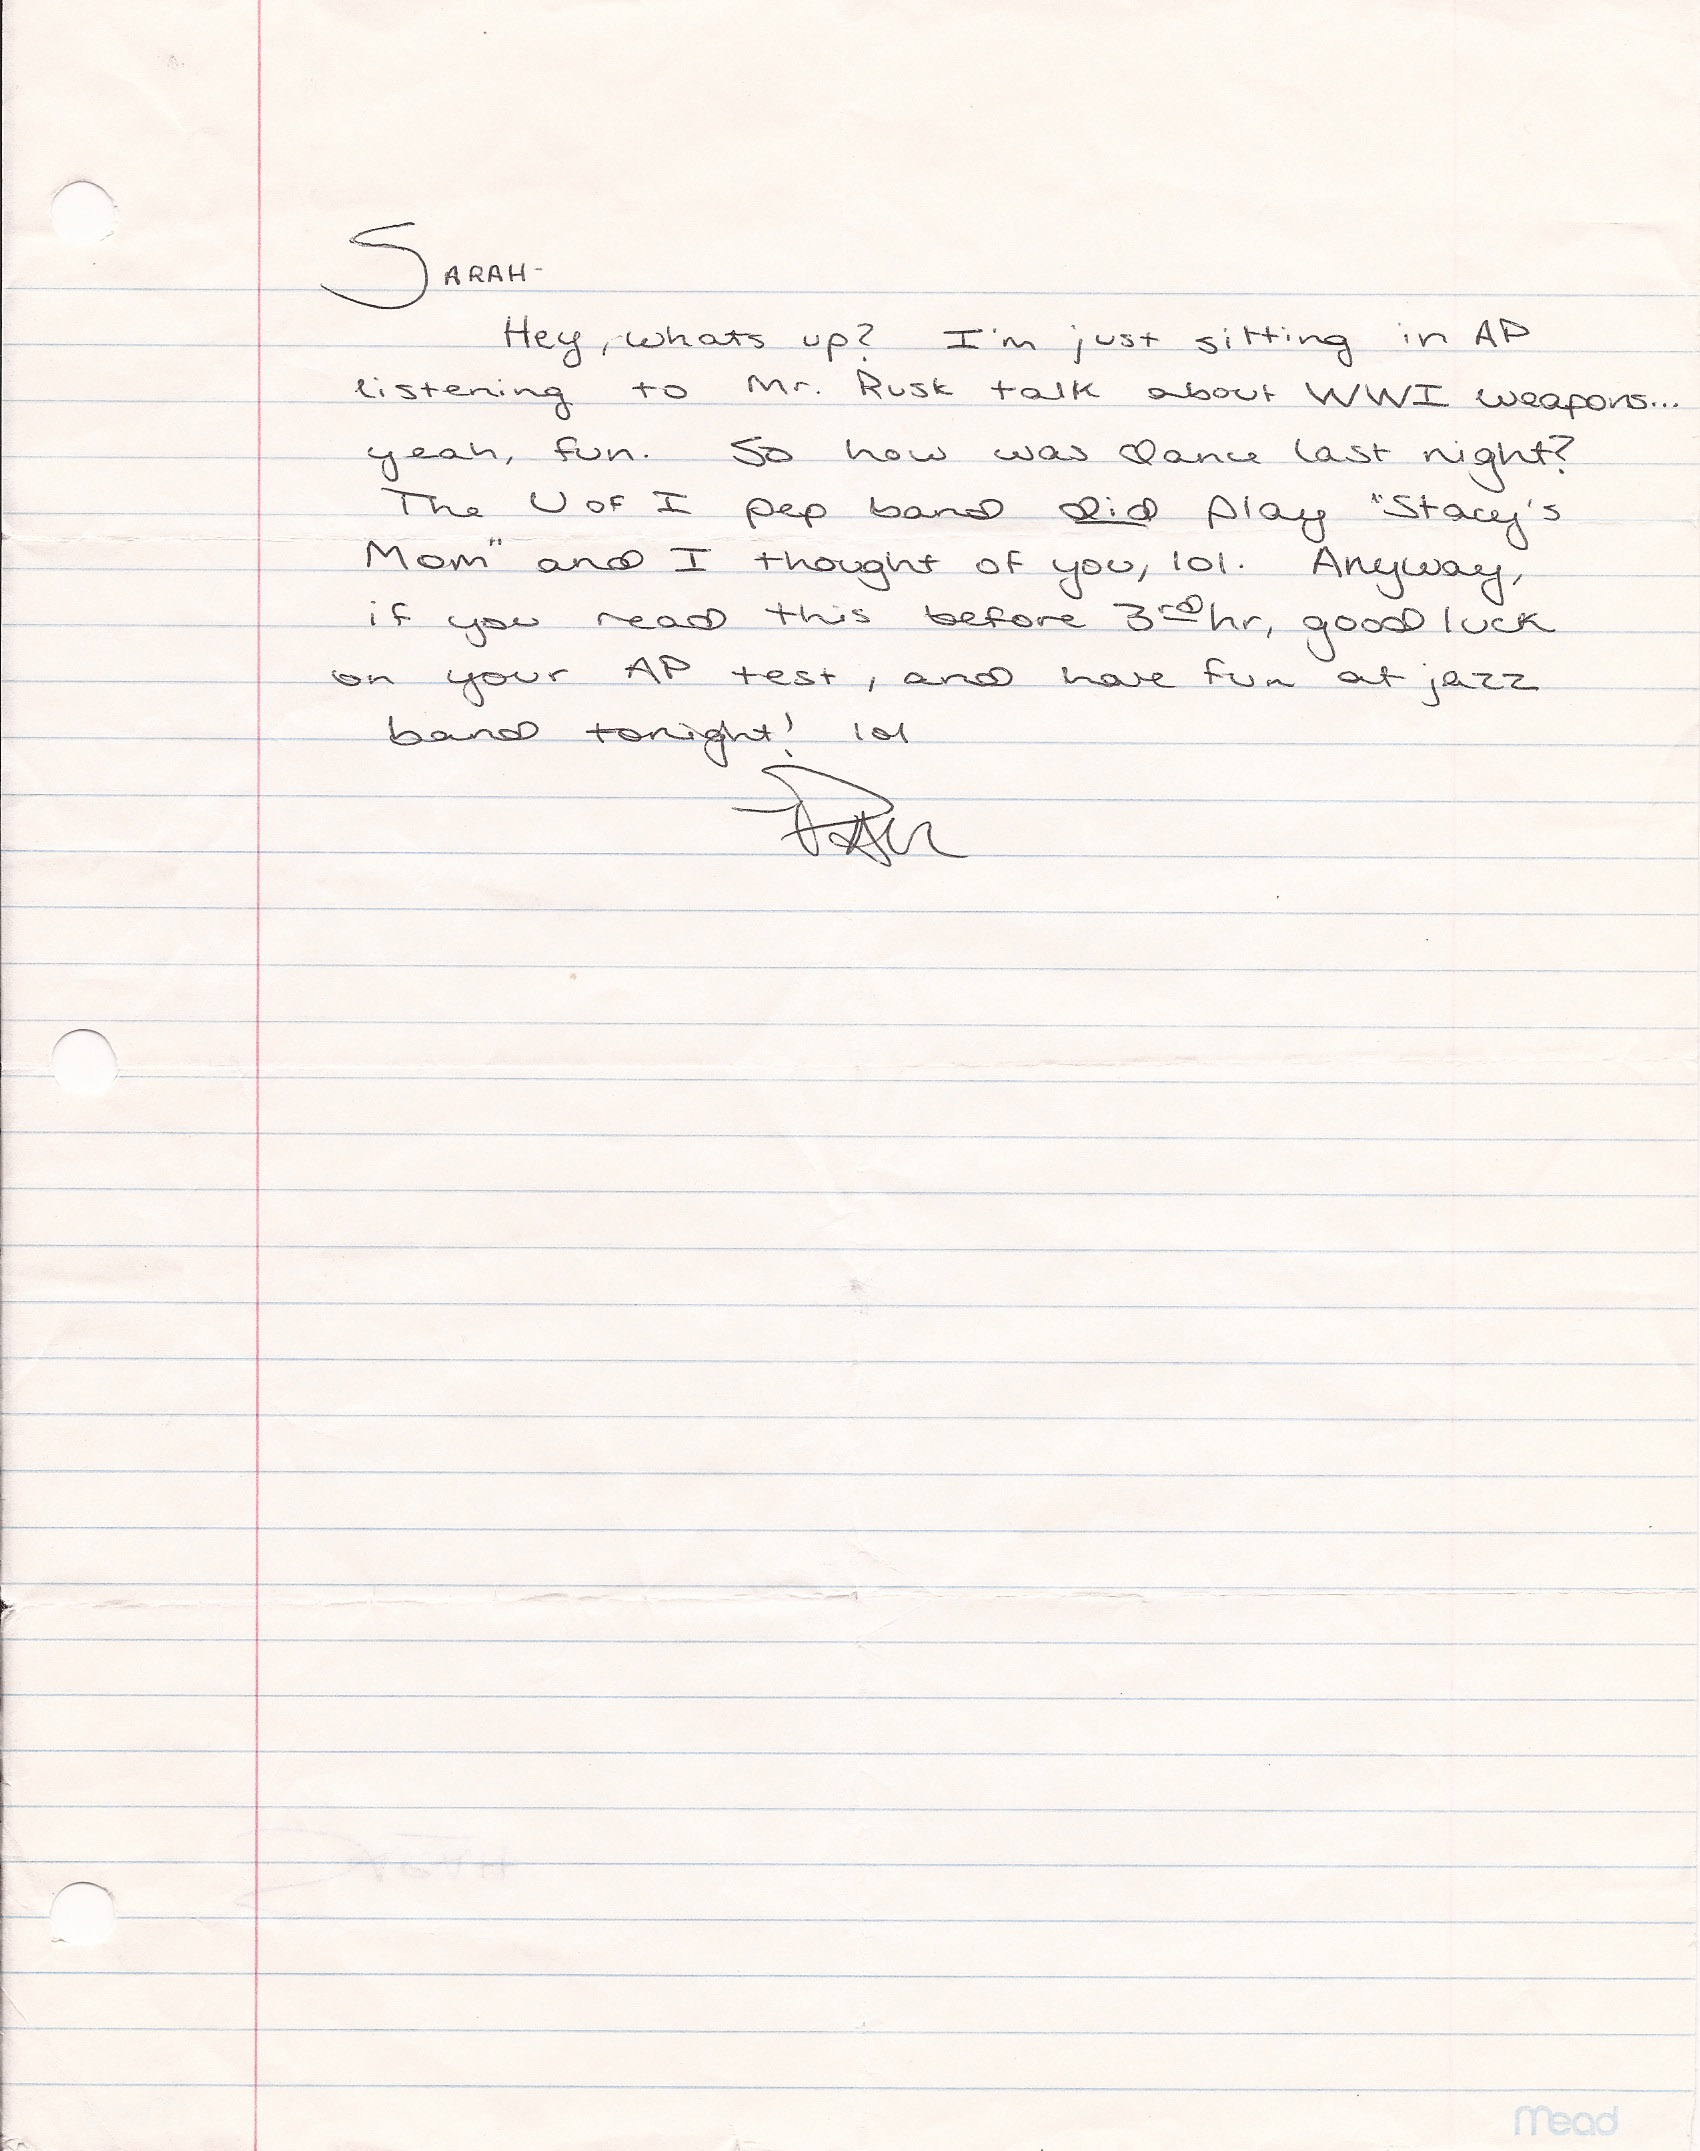 SARAH-
Hey, whats up? I'm just sitting in AP
listening to Mr. Rusk talk about WWI weapons...
yeah, fun. So how was dance last night?
The U of I pep band did play "Stacy's
Mom" and I thought of you, lol. Anyway,
if you read this before 3rd hr, good luck
on your AP test, and have fun at jazz
band tonight! lol
Mead